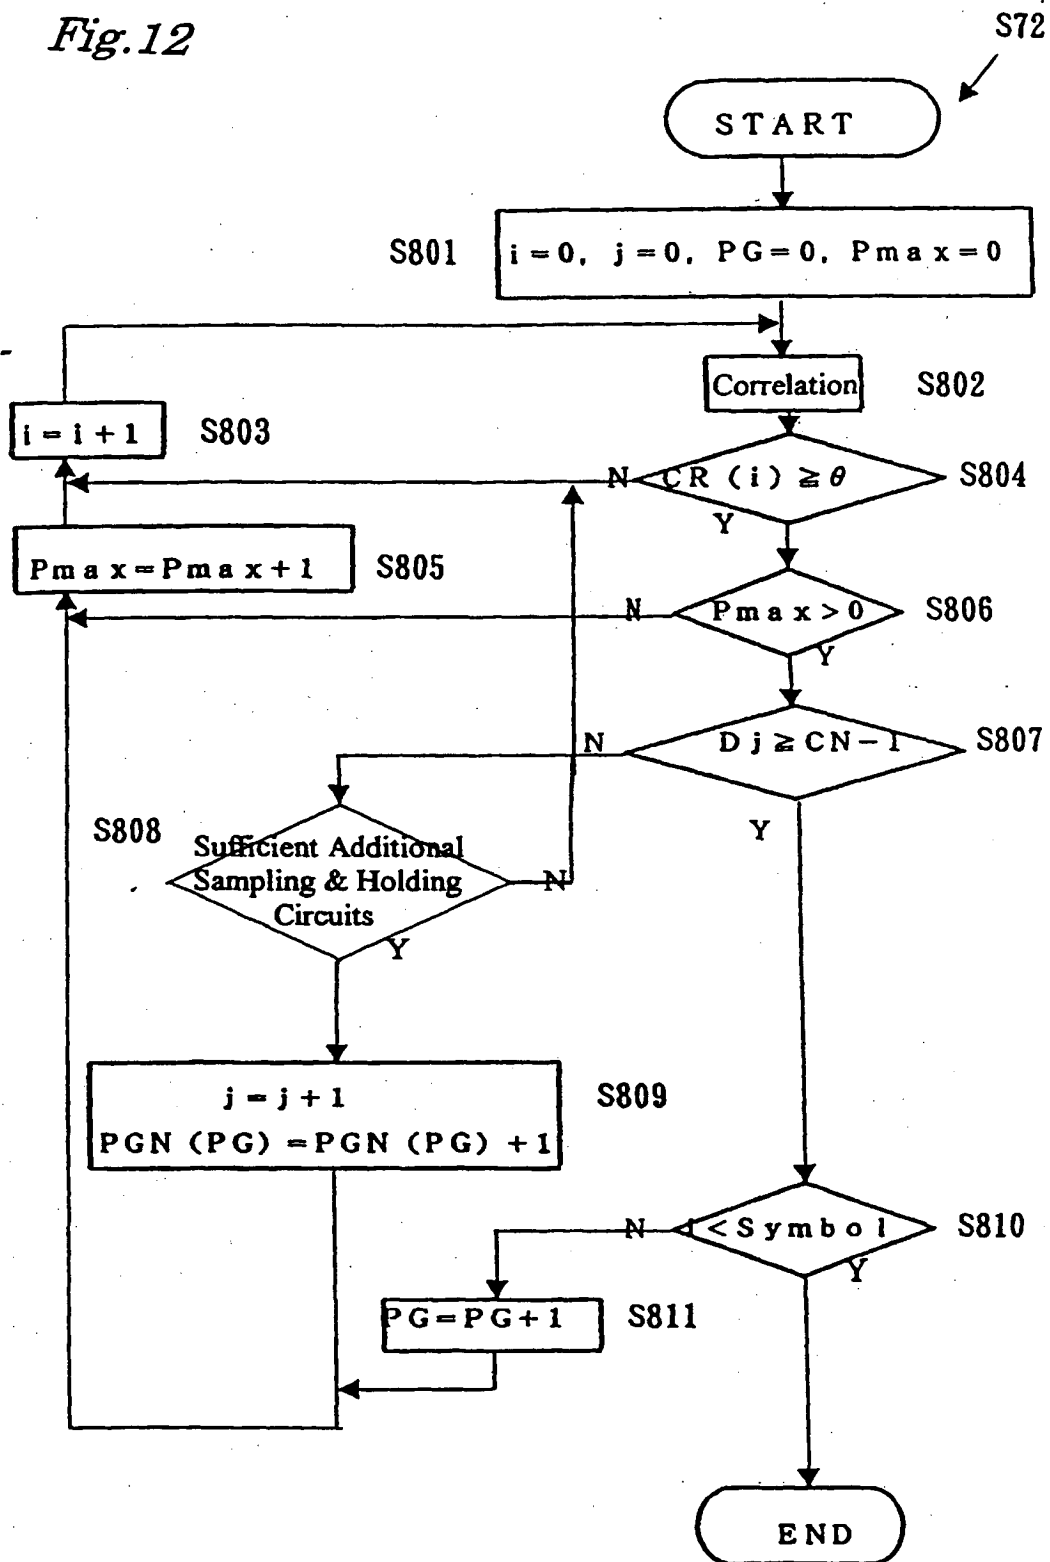 Fig.12
S72
START
S801
i=0, j=0, PG=0, Pmax=0
Correlation
S802
i=i+1
S803
N
CR (i) ≧ θ
S804
Y
Pmax=Pmax+1
S805
N
Pmax>0
S806
Y
N
Dj≧CN-1
S807
Y
S808
Sufficient Additional
Sampling & Holding
Circuits
N
Y
j=j+1
PGN (PG) =PGN (PG) +1
S809
N
<Symbol
S810
Y
PG=PG+1
S811
END